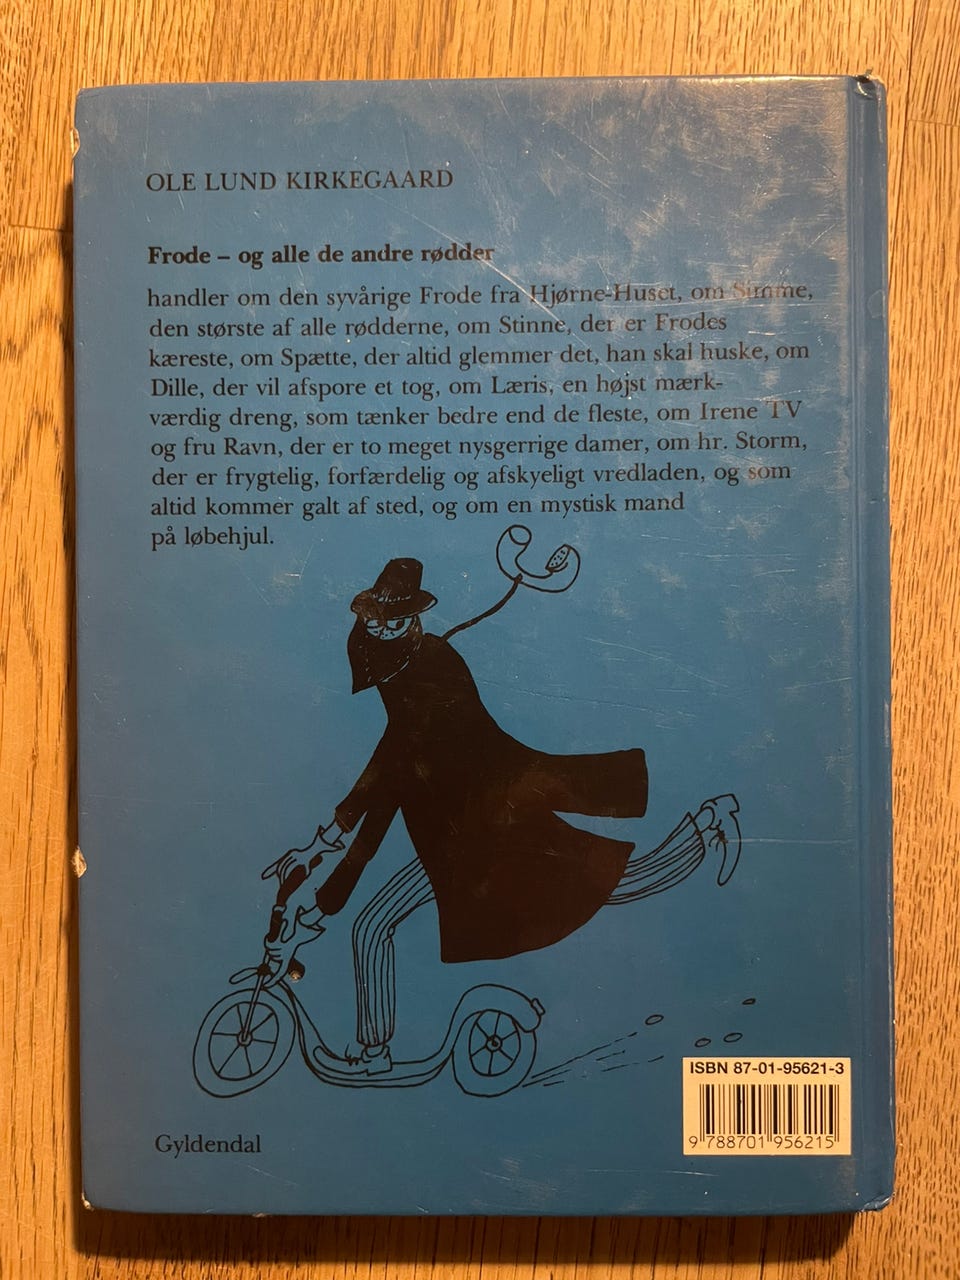 OLE LUND KIRKEGAARD
Frode – og alle de andre rødder
handler om den syvårige Frode fra Hjørne-Huset, om Simme,
den største af alle rødderne, om Stinne, der er Frodes
kæreste, om Spætte, der altid glemmer det, han skal huske, om
Dille, der vil afspore et tog, om Læris, en højst mærk-
værdig dreng, som tænker bedre end de fleste, om Irene TV
og fru Ravn, der er to meget nysgerrige damer, om hr. Storm,
der er frygtelig, forfærdelig og afskyeligt vredladen, og som
altid kommer galt af sted, og om en mystisk mand
på løbehjul.
ISBN 87-01-95621-3
9 788701 956215
Gyldendal